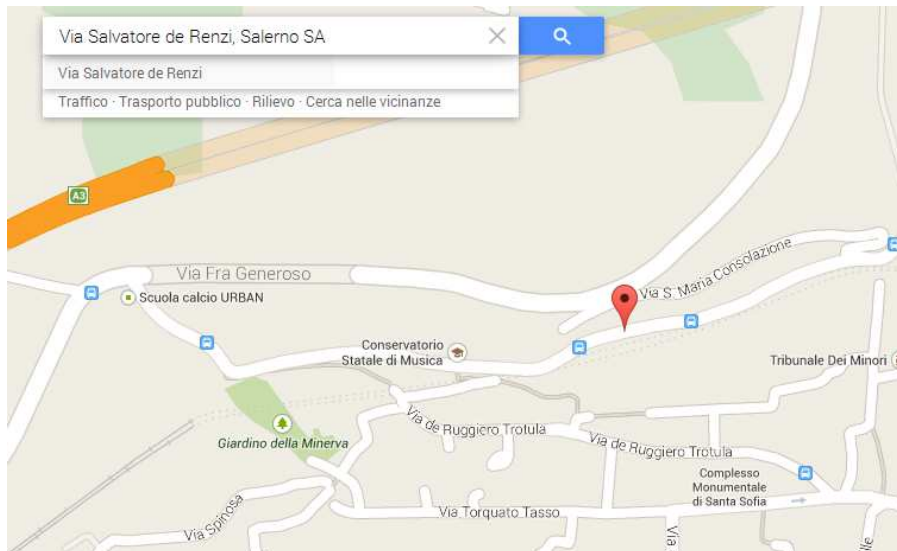 Via Salvatore de Renzi, Salerno SA
Via Salvatore de Renzi
Traffico · Trasporto pubblico · Rilievo · Cerca nelle vicinanze
A3
Via Fra Generoso
Via S. Maria Consolazione
Scuola calcio URBAN
Conservatorio
Statale di Musica
Tribunale Dei Minori
Via de Ruggiero Trotula
Giardino della Minerva
Via de Ruggiero Trotula
Complesso
Monumentale
di Santa Sofia
Via Spinosa
Via Torquato Tasso
Via